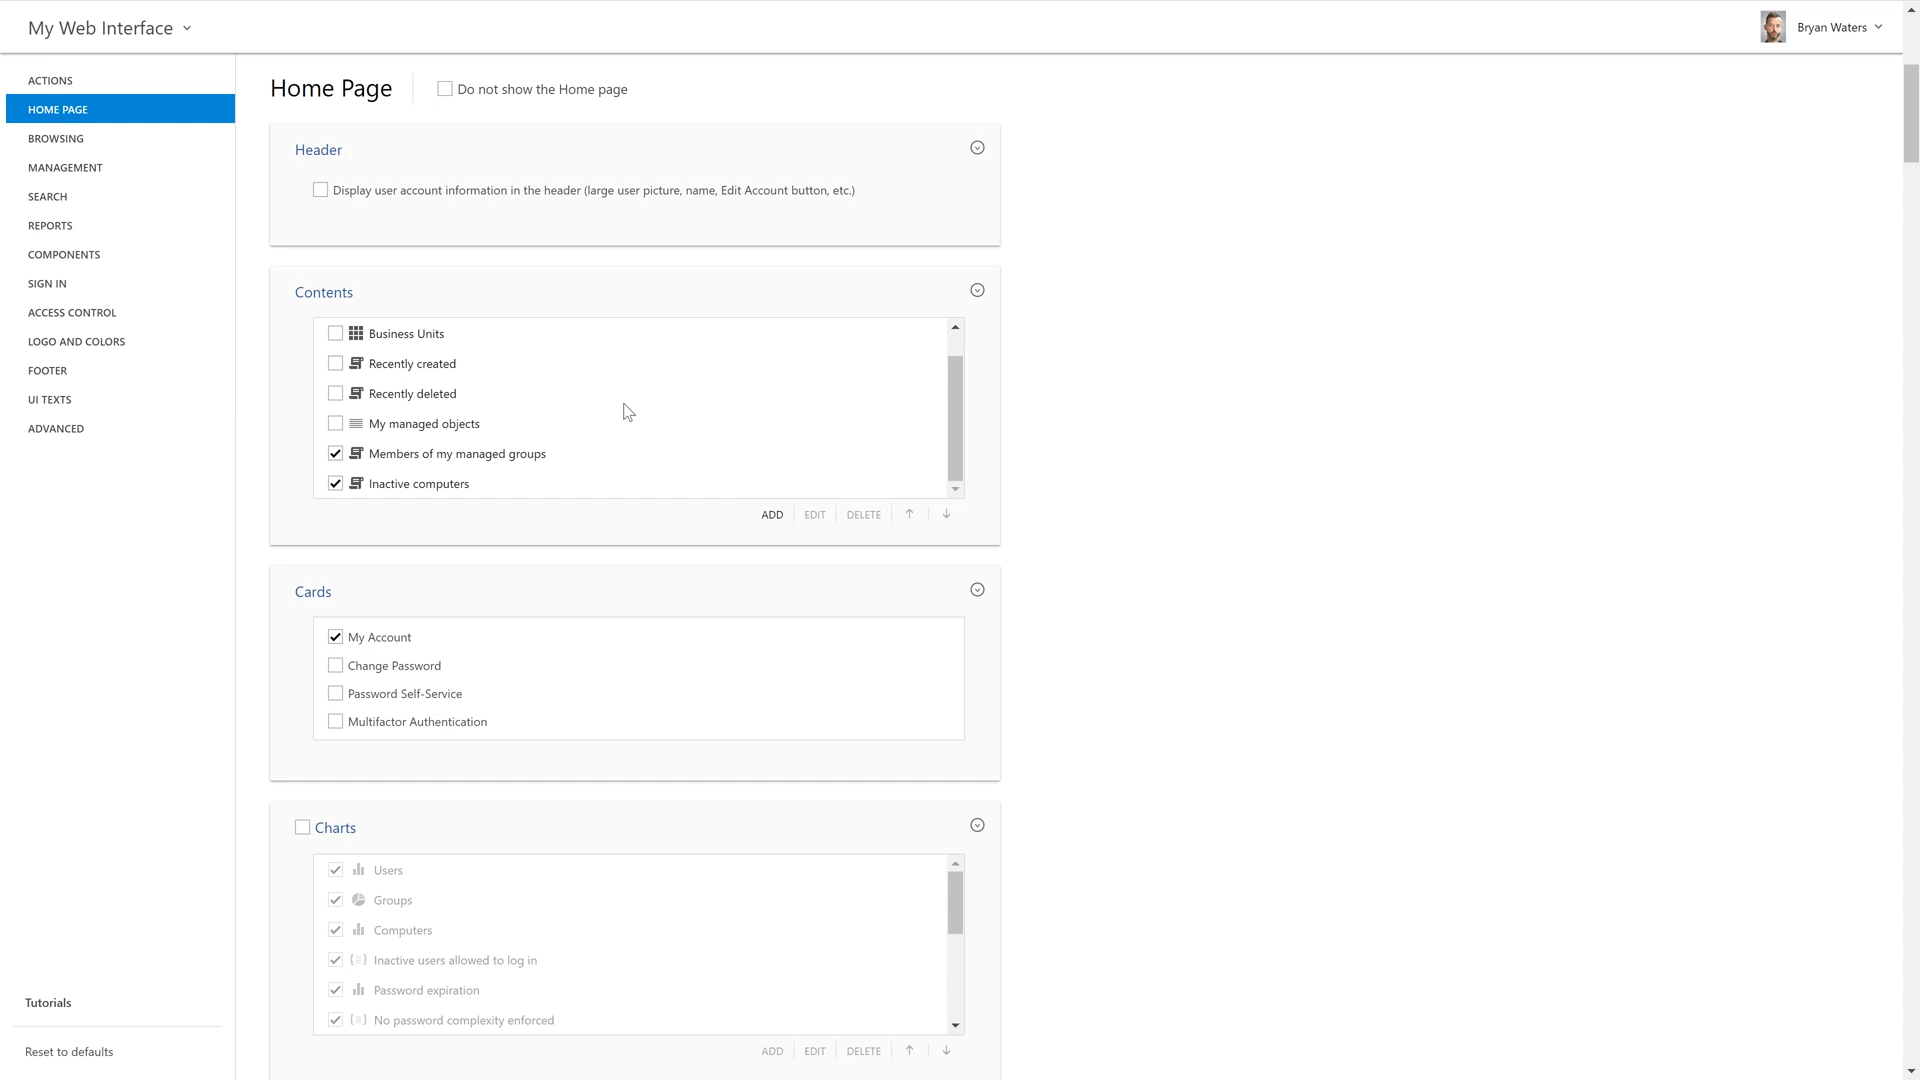 My Web Interface
Bryan Waters
ACTIONS
HOME PAGE
BROWSING
MANAGEMENT
SEARCH
REPORTS
COMPONENTS
SIGN IN
ACCESS CONTROL
LOGO AND COLORS
FOOTER
UI TEXTS
ADVANCED
Tutorials
Reset to defaults
Home Page
Do not show the Home page
Header
Display user account information in the header (large user picture, name, Edit Account button, etc.)
Contents
Business Units
Recently created
Recently deleted
My managed objects
Members of my managed groups
Inactive computers
ADD EDIT DELETE
Cards
My Account
Change Password
Password Self-Service
Multifactor Authentication
Charts
Users
Groups
Computers
Inactive users allowed to log in
Password expiration
No password complexity enforced
ADD EDIT DELETE